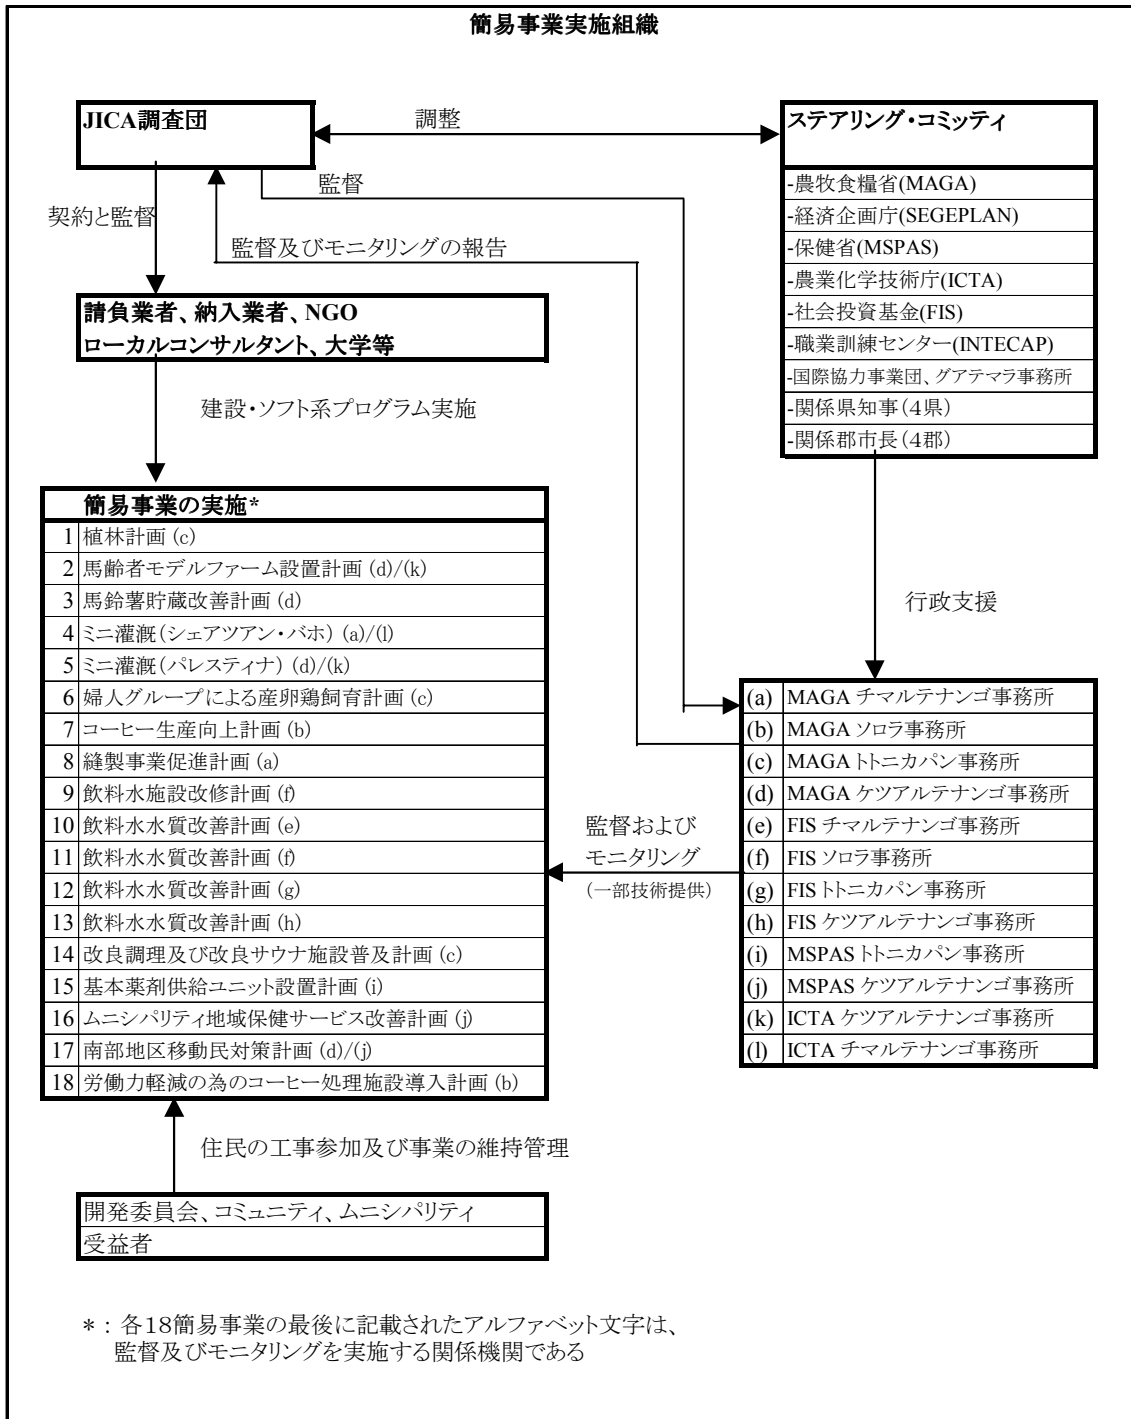 簡易事業実施組織
JICA調査団
調整
ステアリング・コミッティ
-農牧食糧省(MAGA)
-経済企画庁(SEGEPLAN)
-保健省(MSPAS)
-農業化学技術庁(ICTA)
-社会投資基金(FIS)
-職業訓練センター(INTECAP)
-国際協力事業団、グアテマラ事務所
-関係県知事(4県)
-関係郡市長(4郡)
監督
契約と監督
監督及びモニタリングの報告
請負業者、納入業者、NGO
ローカルコンサルタント、大学等
建設・ソフト系プログラム実施
簡易事業の実施*
1 植林計画 (c)
2 馬齢者モデルファーム設置計画 (d)/(k)
3 馬鈴薯貯蔵改善計画 (d)
4 ミニ灌漑(シェアツアン・バホ) (a)/(l)
5 ミニ灌漑(パレスティナ) (d)/(k)
6 婦人グループによる産卵鶏飼育計画 (c)
7 コーヒー生産向上計画 (b)
8 縫製事業促進計画 (a)
9 飲料水施設改修計画 (f)
10 飲料水水質改善計画 (e)
11 飲料水水質改善計画 (f)
12 飲料水水質改善計画 (g)
13 飲料水水質改善計画 (h)
14 改良調理及び改良サウナ施設普及計画 (c)
15 基本薬剤供給ユニット設置計画 (i)
16 ムニシパリティ地域保健サービス改善計画 (j)
17 南部地区移動民対策計画 (d)/(j)
18 労働力軽減の為のコーヒー処理施設導入計画 (b)
行政支援
(a) MAGA チマルテナンゴ事務所
(b) MAGA ソロラ事務所
(c) MAGA トトニカパン事務所
(d) MAGA ケツアルテナンゴ事務所
(e) FIS チマルテナンゴ事務所
(f) FIS ソロラ事務所
(g) FIS トトニカパン事務所
(h) FIS ケツアルテナンゴ事務所
(i) MSPAS トトニカパン事務所
(j) MSPAS ケツアルテナンゴ事務所
(k) ICTA ケツアルテナンゴ事務所
(l) ICTA チマルテナンゴ事務所
監督および
モニタリング
(一部技術提供)
住民の工事参加及び事業の維持管理
開発委員会、コミュニティ、ムニシパリティ
受益者
* : 各18簡易事業の最後に記載されたアルファベット文字は、
監督及びモニタリングを実施する関係機関である